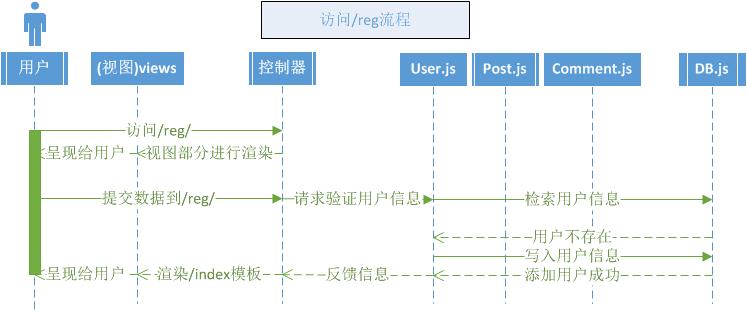 访问/reg流程
用户
(视图)views
控制器
User.js
Post.js
Comment.js
DB.js
访问/reg/
呈现给用户
视图部分进行渲染
提交数据到/reg/
请求验证用户信息
检索用户信息
用户不存在
写入用户信息
呈现给用户
渲染/index模板
反馈信息
添加用户成功